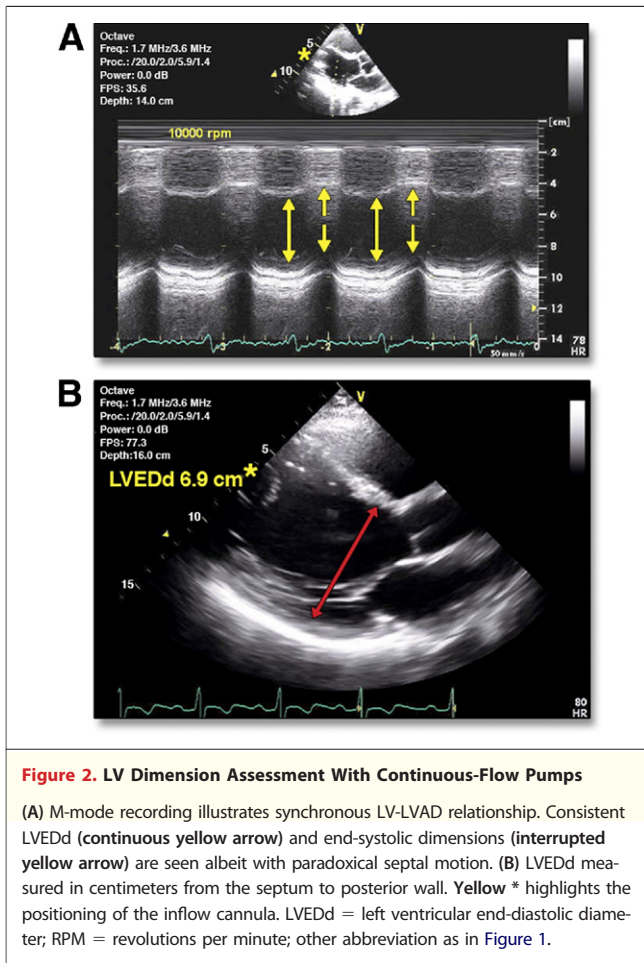 A
Octave
Freq.: 1.7 MHz/3.6 MHz
Proc.: /20.0/2.0/5.9/1.4
Power: 0.0 dB
FPS: 35.6
Depth: 14.0 cm
V
5
*
10
[cm]
10000 rpm
2
4
6
8
10
12
14
-4
-3
-2
-1
0
50 mm/s
78
HR
B
Octave
Freq.: 1.7 MHz/3.6 MHz
Proc.: /20.0/2.0/5.9/1.4
Power: 0.0 dB
FPS: 77.3
Depth:16.0 cm
V
5
LVEDd 6.9 cm*
10
15
80
HR
Figure 2. LV Dimension Assessment With Continuous-Flow Pumps
(A) M-mode recording illustrates synchronous LV-LVAD relationship. Consistent
LVEDd (continuous yellow arrow) and end-systolic dimensions (interrupted
yellow arrow) are seen albeit with paradoxical septal motion. (B) LVEDd mea-
sured in centimeters from the septum to posterior wall. Yellow * highlights the
positioning of the inflow cannula. LVEDd = left ventricular end-diastolic diame-
ter; RPM = revolutions per minute; other abbreviation as in Figure 1.